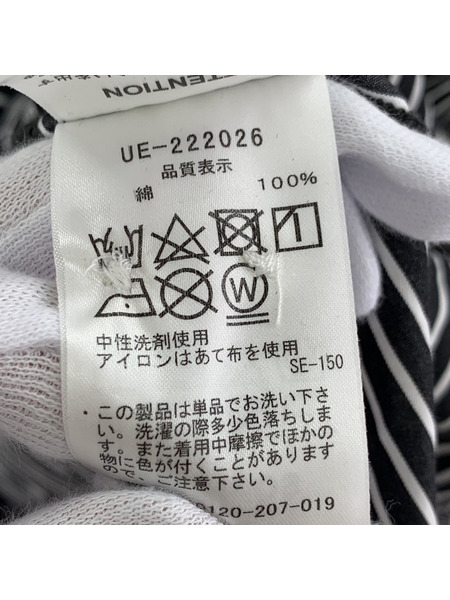 ATTENTION
UE-222026
品質表示
綿 100%
W
中性洗剤使用
アイロンはあて布を使用
SE-150
・この製品は単品でお洗い下さ
い。洗濯の際多少色落ちしま
す。また着用中摩擦でほかの
物に色が付くことがあります
ので、ご注意下さい。
120-207-019